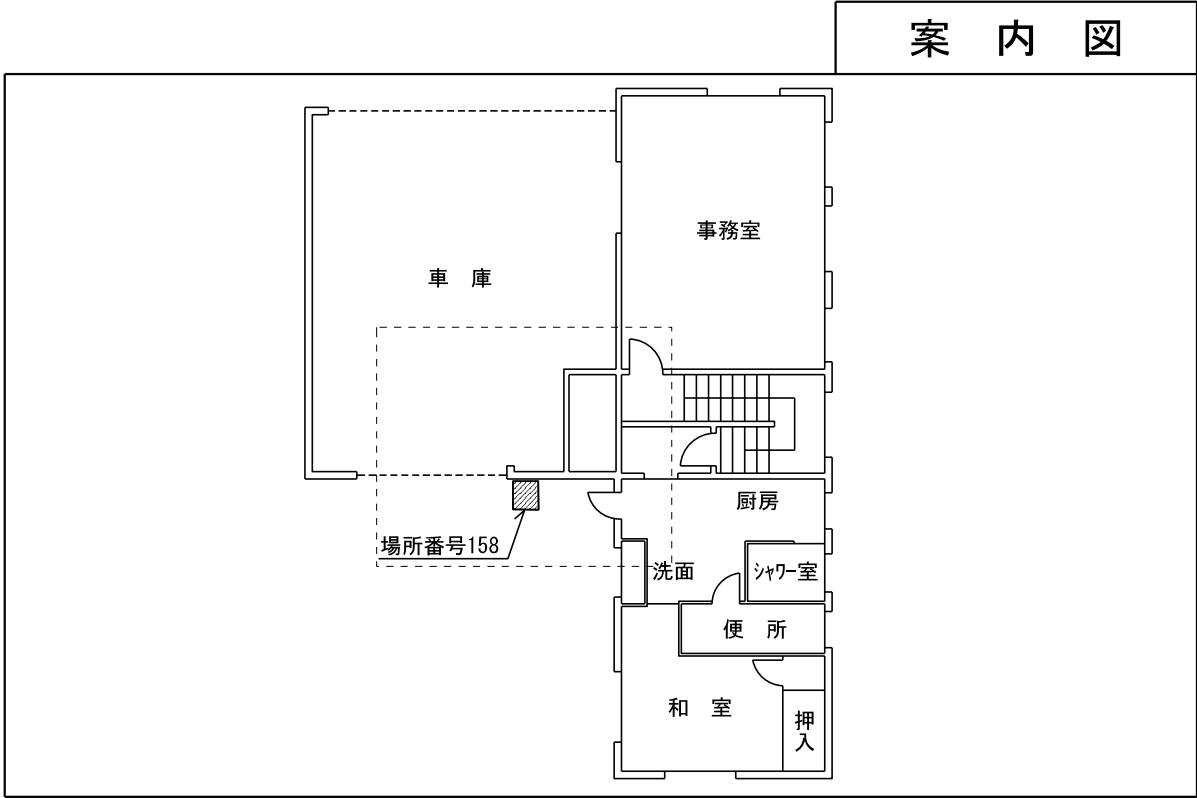 案　内　図
事務室
車　庫
厨房
場所番号158
洗面
ｼｬﾜｰ室
便　所
和　室
押
入